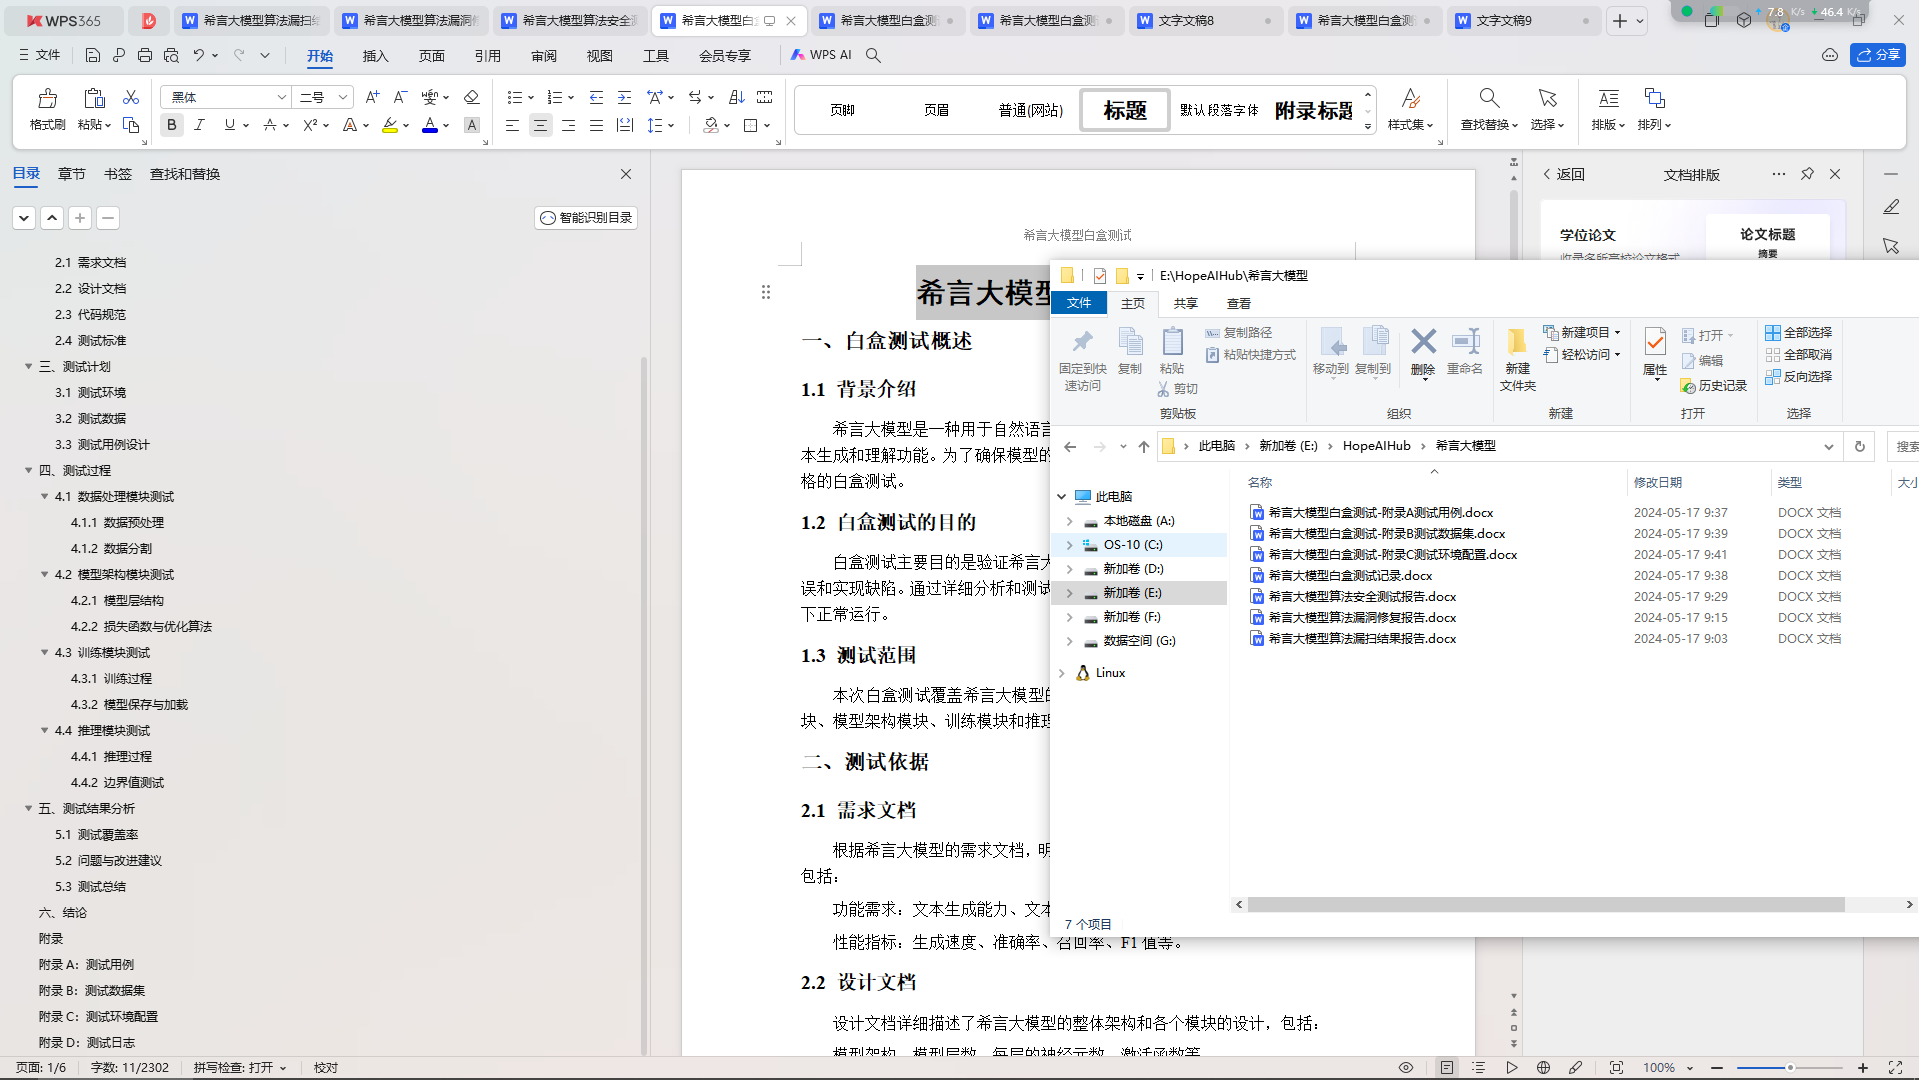 WPS365
希言大模型算法漏扫结
希言大模型算法漏洞修
希言大模型算法安全测
希言大模型白
希言大模型白盒测
希言大模型白盒测
文字文稿8
希言大模型白盒测
文字文稿9
7.8 K/s 46.4 K/s
文件
开始
插入
页面
引用
审阅
视图
工具
会员专享
WPS AI
分享
格式刷
粘贴
黑体
二号
页脚
页眉
普通(网站)
标题
默认段落字体
附录标题
样式集
查找替换
选择
排版
排列
目录
章节
书签
查找和替换
智能识别目录
2.1 需求文档
2.2 设计文档
2.3 代码规范
2.4 测试标准
三、测试计划
3.1 测试环境
3.2 测试数据
3.3 测试用例设计
四、测试过程
4.1 数据处理模块测试
4.1.1 数据预处理
4.1.2 数据分割
4.2 模型架构模块测试
4.2.1 模型层结构
4.2.2 损失函数与优化算法
4.3 训练模块测试
4.3.1 训练过程
4.3.2 模型保存与加载
4.4 推理模块测试
4.4.1 推理过程
4.4.2 边界值测试
五、测试结果分析
5.1 测试覆盖率
5.2 问题与改进建议
5.3 测试总结
六、结论
附录
附录 A：测试用例
附录 B：测试数据集
附录 C：测试环境配置
附录 D：测试日志
希言大模型白盒测试
希言大模型
一、白盒测试概述
1.1 背景介绍
希言大模型是一种用于自然语言
本生成和理解功能。为了确保模型的
格的白盒测试。
1.2 白盒测试的目的
白盒测试主要目的是验证希言大
误和实现缺陷。通过详细分析和测试
下正常运行。
1.3 测试范围
本次白盒测试覆盖希言大模型的
块、模型架构模块、训练模块和推理
二、测试依据
2.1 需求文档
根据希言大模型的需求文档，明
包括：
功能需求：文本生成能力、文本
性能指标：生成速度、准确率、召回率、F1 值等。
2.2 设计文档
设计文档详细描述了希言大模型的整体架构和各个模块的设计，包括：
模型架构、模型层数、每层的神经元数、激活函数等
返回
文档排版
学位论文
收录多所高校论文格式
论文标题
摘要
E:\HopeAIHub\希言大模型
文件
主页
共享
查看
固定到快速访问
复制
粘贴
复制路径
粘贴快捷方式
剪切
剪贴板
移动到
复制到
删除
重命名
组织
新建文件夹
新建项目
轻松访问
新建
属性
打开
编辑
历史记录
打开
全部选择
全部取消
反向选择
选择
此电脑
新加卷 (E:)
HopeAIHub
希言大模型
搜索
此电脑
本地磁盘 (A:)
OS-10 (C:)
新加卷 (D:)
新加卷 (E:)
新加卷 (F:)
数据空间 (G:)
Linux
名称 修改日期 类型 大小
希言大模型白盒测试-附录A测试用例.docx 2024-05-17 9:37 DOCX 文档
希言大模型白盒测试-附录B测试数据集.docx 2024-05-17 9:39 DOCX 文档
希言大模型白盒测试-附录C测试环境配置.docx 2024-05-17 9:41 DOCX 文档
希言大模型白盒测试记录.docx 2024-05-17 9:38 DOCX 文档
希言大模型算法安全测试报告.docx 2024-05-17 9:29 DOCX 文档
希言大模型算法漏洞修复报告.docx 2024-05-17 9:15 DOCX 文档
希言大模型算法漏扫结果报告.docx 2024-05-17 9:03 DOCX 文档
7 个项目
页面: 1/6
字数: 11/2302
拼写检查: 打开
校对
100%